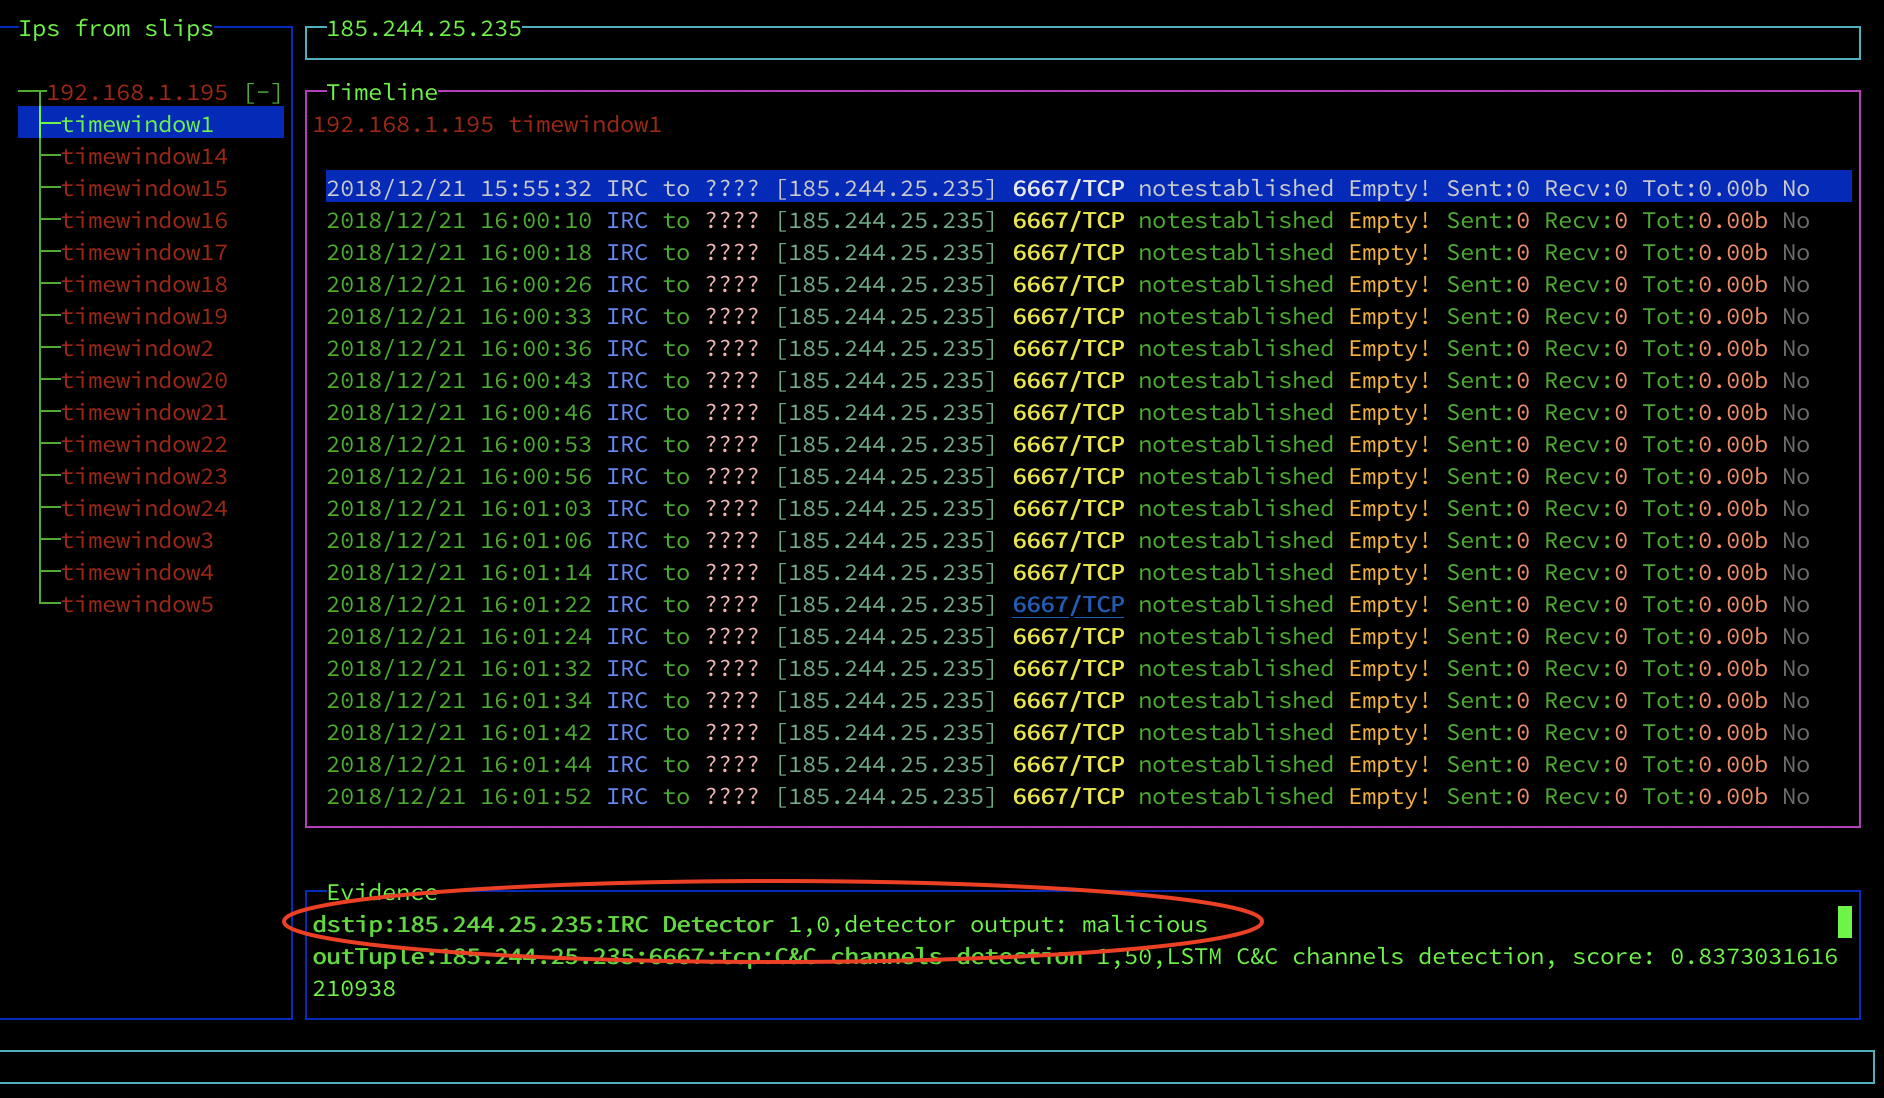 Ips from slips
192.168.1.195 [-]
timewindow1
timewindow14
timewindow15
timewindow16
timewindow17
timewindow18
timewindow19
timewindow2
timewindow20
timewindow21
timewindow22
timewindow23
timewindow24
timewindow3
timewindow4
timewindow5
185.244.25.235
Timeline
192.168.1.195 timewindow1
2018/12/21 15:55:32 IRC to ???? [185.244.25.235] 6667/TCP notestablished Empty! Sent:0 Recv:0 Tot:0.00b No
2018/12/21 16:00:10 IRC to ???? [185.244.25.235] 6667/TCP notestablished Empty! Sent:0 Recv:0 Tot:0.00b No
2018/12/21 16:00:18 IRC to ???? [185.244.25.235] 6667/TCP notestablished Empty! Sent:0 Recv:0 Tot:0.00b No
2018/12/21 16:00:26 IRC to ???? [185.244.25.235] 6667/TCP notestablished Empty! Sent:0 Recv:0 Tot:0.00b No
2018/12/21 16:00:33 IRC to ???? [185.244.25.235] 6667/TCP notestablished Empty! Sent:0 Recv:0 Tot:0.00b No
2018/12/21 16:00:36 IRC to ???? [185.244.25.235] 6667/TCP notestablished Empty! Sent:0 Recv:0 Tot:0.00b No
2018/12/21 16:00:43 IRC to ???? [185.244.25.235] 6667/TCP notestablished Empty! Sent:0 Recv:0 Tot:0.00b No
2018/12/21 16:00:46 IRC to ???? [185.244.25.235] 6667/TCP notestablished Empty! Sent:0 Recv:0 Tot:0.00b No
2018/12/21 16:00:53 IRC to ???? [185.244.25.235] 6667/TCP notestablished Empty! Sent:0 Recv:0 Tot:0.00b No
2018/12/21 16:00:56 IRC to ???? [185.244.25.235] 6667/TCP notestablished Empty! Sent:0 Recv:0 Tot:0.00b No
2018/12/21 16:01:03 IRC to ???? [185.244.25.235] 6667/TCP notestablished Empty! Sent:0 Recv:0 Tot:0.00b No
2018/12/21 16:01:06 IRC to ???? [185.244.25.235] 6667/TCP notestablished Empty! Sent:0 Recv:0 Tot:0.00b No
2018/12/21 16:01:14 IRC to ???? [185.244.25.235] 6667/TCP notestablished Empty! Sent:0 Recv:0 Tot:0.00b No
2018/12/21 16:01:22 IRC to ???? [185.244.25.235] 6667/TCP notestablished Empty! Sent:0 Recv:0 Tot:0.00b No
2018/12/21 16:01:24 IRC to ???? [185.244.25.235] 6667/TCP notestablished Empty! Sent:0 Recv:0 Tot:0.00b No
2018/12/21 16:01:32 IRC to ???? [185.244.25.235] 6667/TCP notestablished Empty! Sent:0 Recv:0 Tot:0.00b No
2018/12/21 16:01:34 IRC to ???? [185.244.25.235] 6667/TCP notestablished Empty! Sent:0 Recv:0 Tot:0.00b No
2018/12/21 16:01:42 IRC to ???? [185.244.25.235] 6667/TCP notestablished Empty! Sent:0 Recv:0 Tot:0.00b No
2018/12/21 16:01:44 IRC to ???? [185.244.25.235] 6667/TCP notestablished Empty! Sent:0 Recv:0 Tot:0.00b No
2018/12/21 16:01:52 IRC to ???? [185.244.25.235] 6667/TCP notestablished Empty! Sent:0 Recv:0 Tot:0.00b No
Evidence
dstip:185.244.25.235:IRC Detector 1,0,detector output: malicious
outTuple:185.244.25.235:6667:tcp:C&C channels detection 1,50,LSTM C&C channels detection, score: 0.8373031616
210938